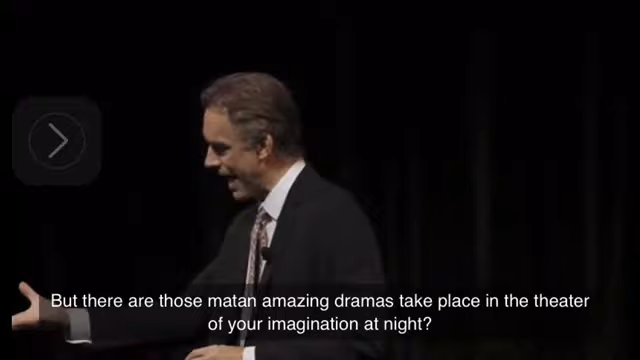 But there are those matan amazing dramas take place in the theater
of your imagination at night?